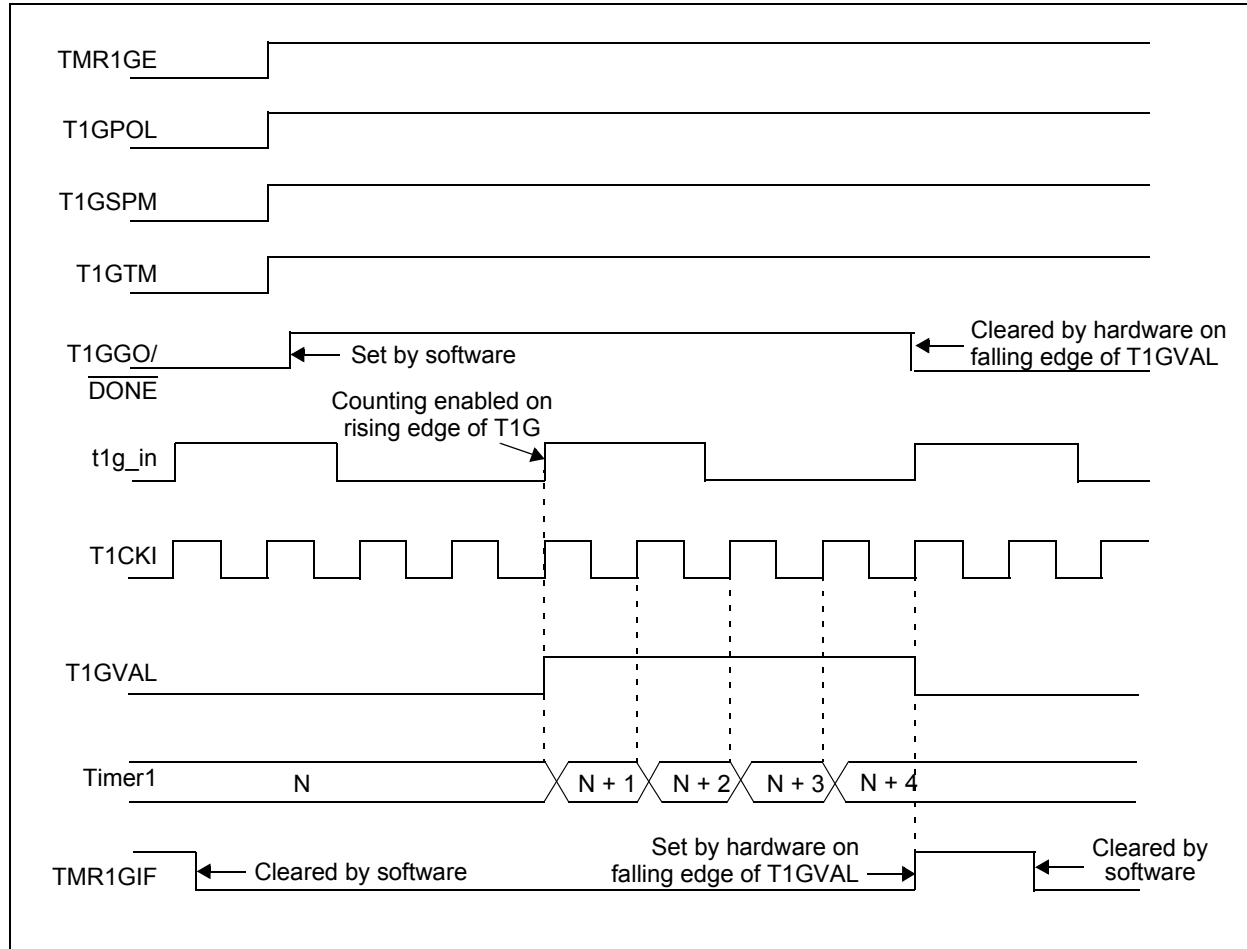 TMR1GE
T1GPOL
T1GSPM
T1GTM
T1GGO/
DONE
Set by software
Cleared by hardware on
falling edge of T1GVAL
Counting enabled on
rising edge of T1G
t1g_in
T1CKI
T1GVAL
Timer1
N
N + 1
N + 2
N + 3
N + 4
TMR1GIF
Cleared by software
Set by hardware on
falling edge of T1GVAL
Cleared by
software